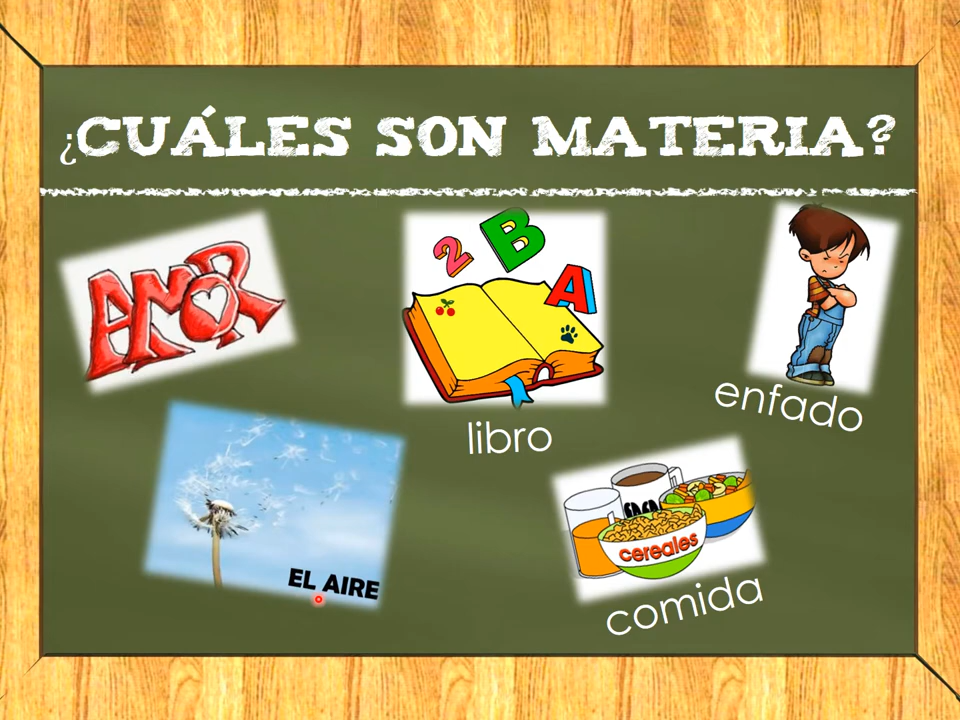 ¿CUÁLES SON MATERIA?
AMOR
2 B A
libro
enfado
EL AIRE
cereales
comida